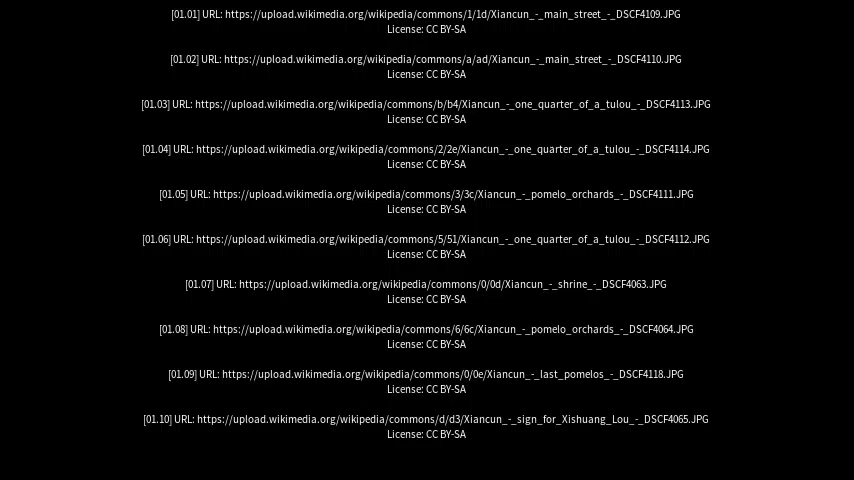 [01.01] URL: https://upload.wikimedia.org/wikipedia/commons/1/1d/Xiancun_-_main_street_-_DSCF4109.JPG
License: CC BY-SA
[01.02] URL: https://upload.wikimedia.org/wikipedia/commons/a/ad/Xiancun_-_main_street_-_DSCF4110.JPG
License: CC BY-SA
[01.03] URL: https://upload.wikimedia.org/wikipedia/commons/b/b4/Xiancun_-_one_quarter_of_a_tulou_-_DSCF4113.JPG
License: CC BY-SA
[01.04] URL: https://upload.wikimedia.org/wikipedia/commons/2/2e/Xiancun_-_one_quarter_of_a_tulou_-_DSCF4114.JPG
License: CC BY-SA
[01.05] URL: https://upload.wikimedia.org/wikipedia/commons/3/3c/Xiancun_-_pomelo_orchards_-_DSCF4111.JPG
License: CC BY-SA
[01.06] URL: https://upload.wikimedia.org/wikipedia/commons/5/51/Xiancun_-_one_quarter_of_a_tulou_-_DSCF4112.JPG
License: CC BY-SA
[01.07] URL: https://upload.wikimedia.org/wikipedia/commons/0/0d/Xiancun_-_shrine_-_DSCF4063.JPG
License: CC BY-SA
[01.08] URL: https://upload.wikimedia.org/wikipedia/commons/6/6c/Xiancun_-_pomelo_orchards_-_DSCF4064.JPG
License: CC BY-SA
[01.09] URL: https://upload.wikimedia.org/wikipedia/commons/0/0e/Xiancun_-_last_pomelos_-_DSCF4118.JPG
License: CC BY-SA
[01.10] URL: https://upload.wikimedia.org/wikipedia/commons/d/d3/Xiancun_-_sign_for_Xishuang_Lou_-_DSCF4065.JPG
License: CC BY-SA